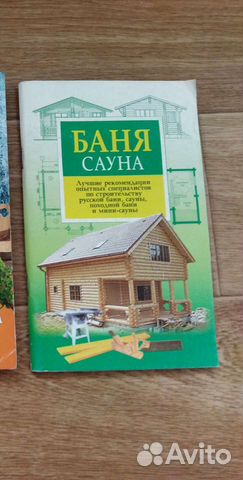 БАНЯ
САУНА
Лучшие рекомендации
опытных специалистов
по строительству
русской бани, сауны,
походной бани
и мини-сауны
Avito